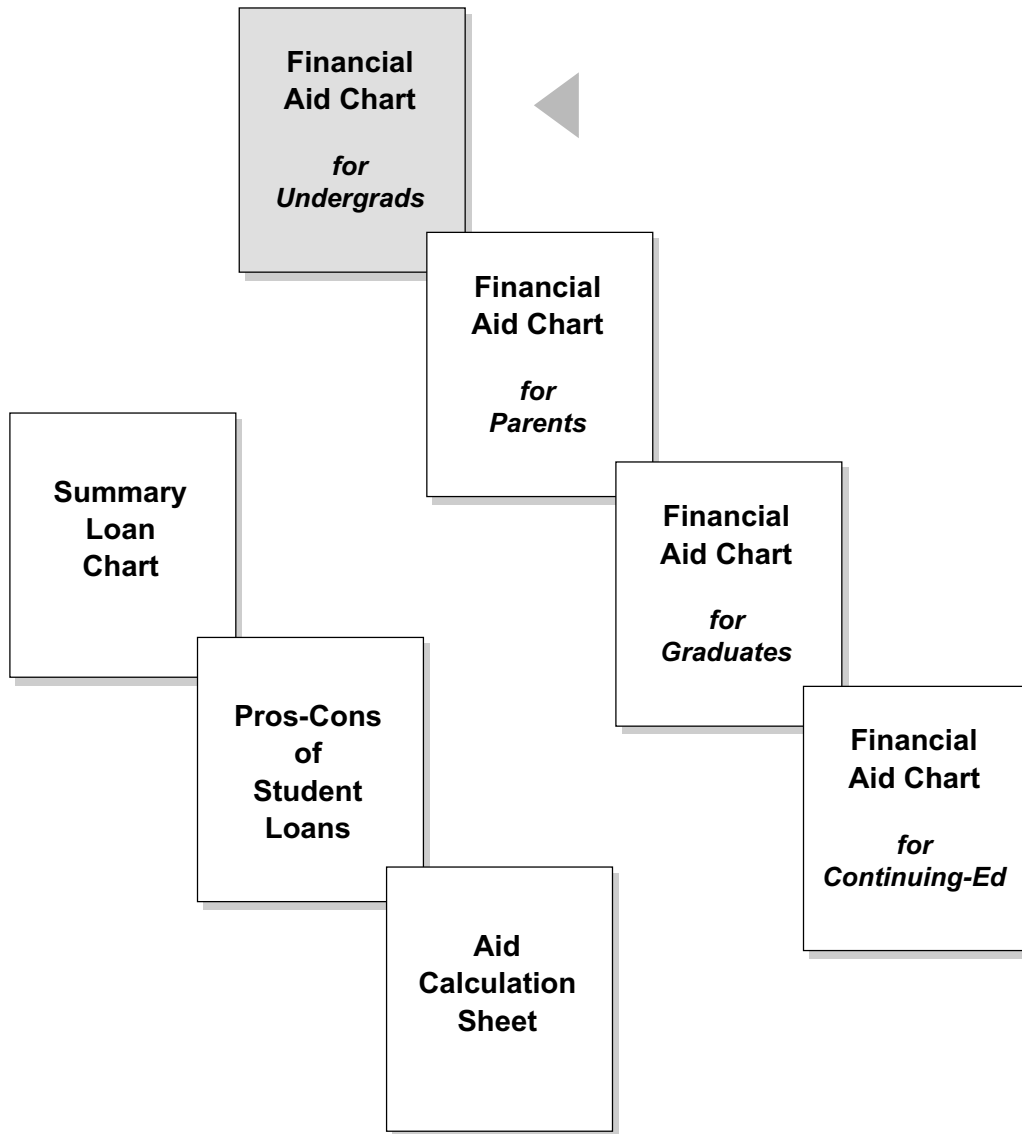 Financial
Aid Chart
for
Undergrads
Financial
Aid Chart
for
Parents
Financial
Aid Chart
for
Graduates
Financial
Aid Chart
for
Continuing-Ed
Summary
Loan
Chart
Pros-Cons
of
Student
Loans
Aid
Calculation
Sheet